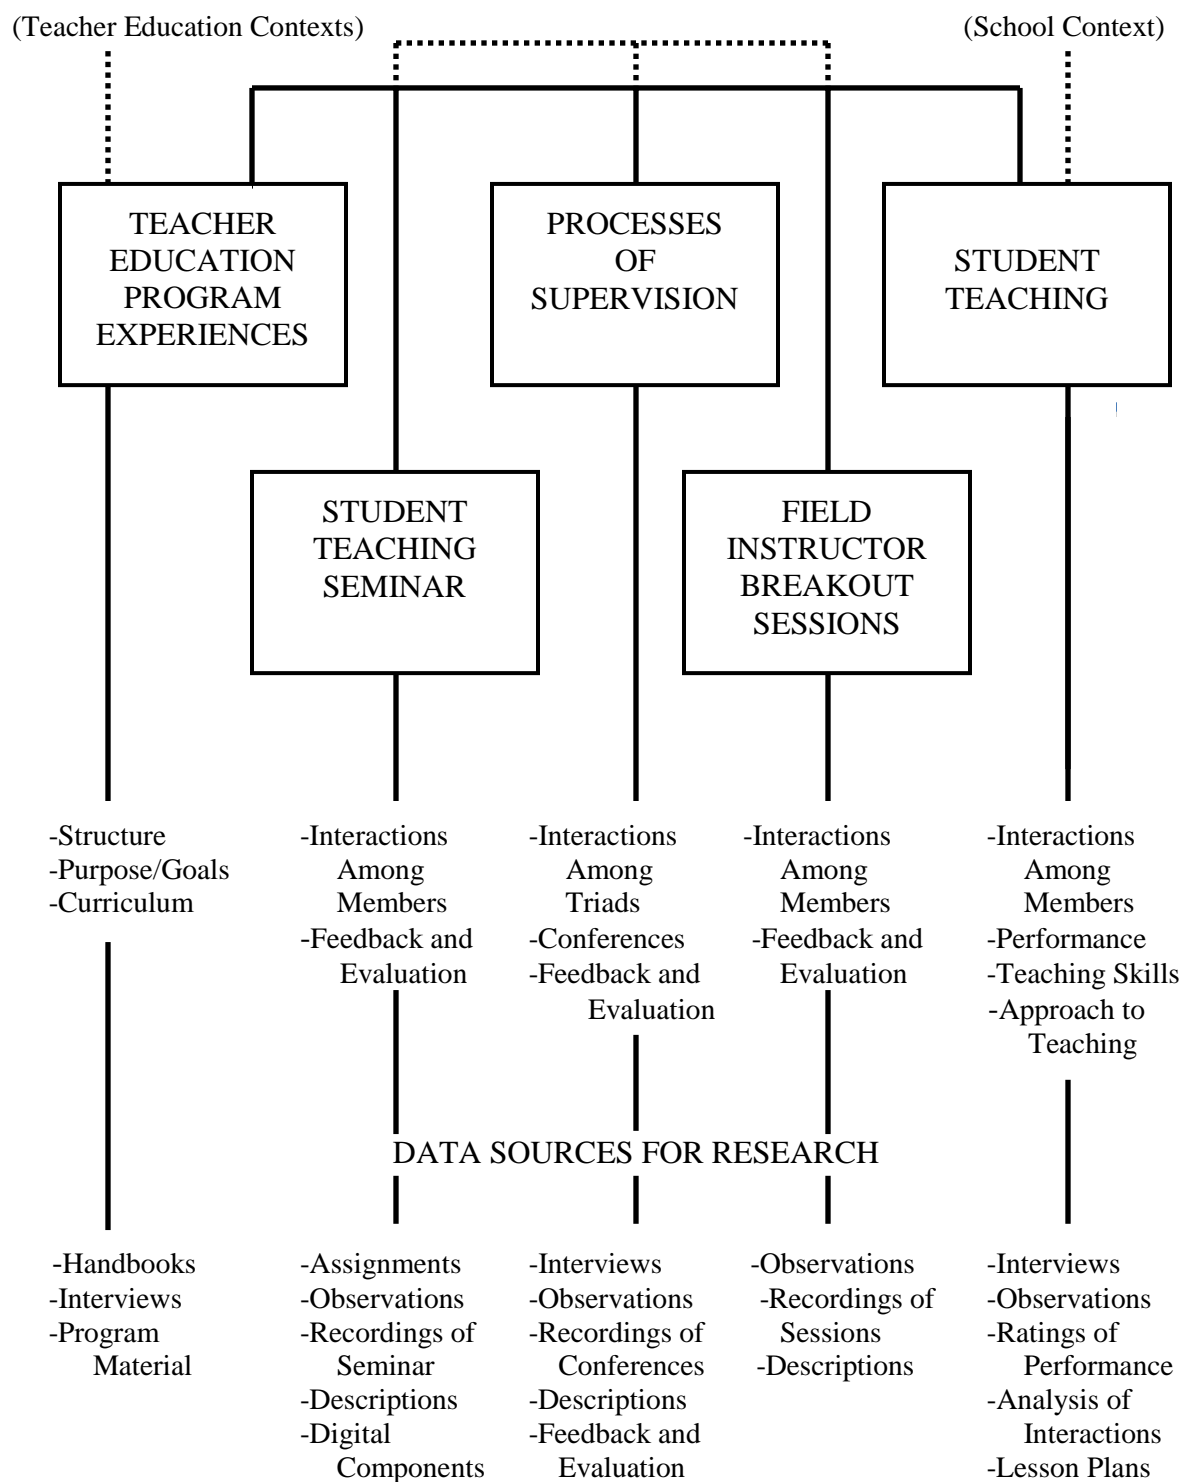 (Teacher Education Contexts)
(School Context)
TEACHER
EDUCATION
PROGRAM
EXPERIENCES
PROCESSES
OF
SUPERVISION
STUDENT
TEACHING
STUDENT
TEACHING
SEMINAR
FIELD
INSTRUCTOR
BREAKOUT
SESSIONS
-Structure
-Purpose/Goals
-Curriculum
-Interactions
Among
Members
-Feedback and
Evaluation
-Interactions
Among
Triads
-Conferences
-Feedback and
Evaluation
-Interactions
Among
Members
-Feedback and
Evaluation
-Interactions
Among
Members
-Performance
-Teaching Skills
-Approach to
Teaching
DATA SOURCES FOR RESEARCH
-Handbooks
-Interviews
-Program
Material
-Assignments
-Observations
-Recordings of
Seminar
-Descriptions
-Digital
Components
-Interviews
-Observations
-Recordings of
Conferences
-Descriptions
-Feedback and
Evaluation
-Observations
-Recordings of
Sessions
-Descriptions
-Interviews
-Observations
-Ratings of
Performance
-Analysis of
Interactions
-Lesson Plans